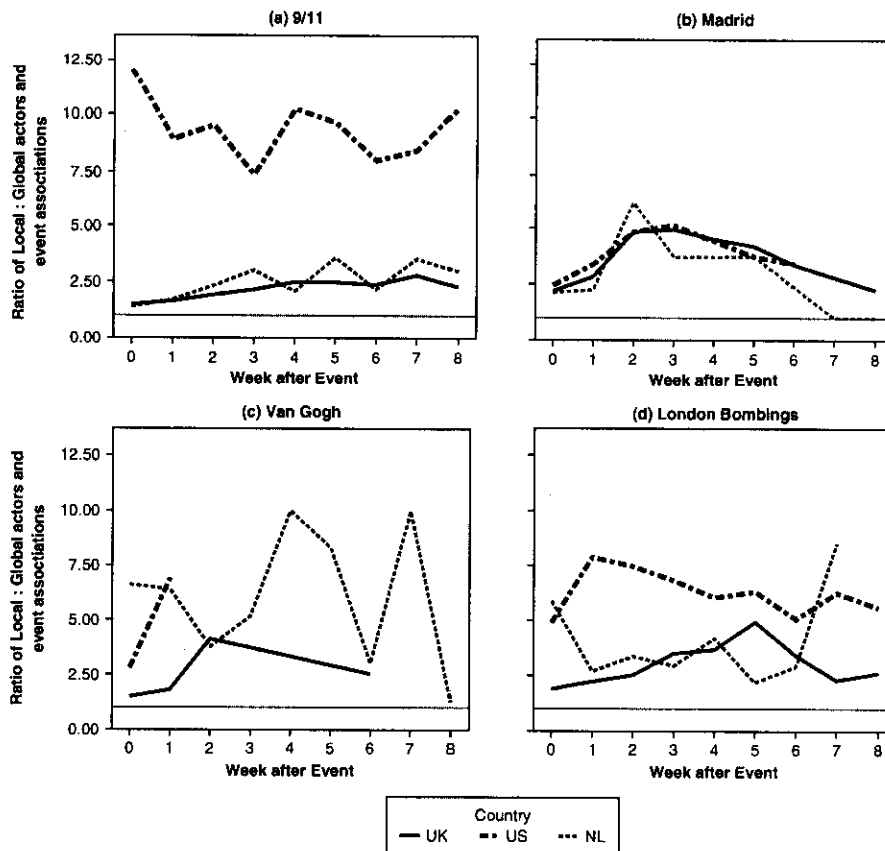 (a) 9/11
(b) Madrid
Ratio of Local : Global actors and
event assoctiations
12.50
10.00
7.50
5.00
2.50
0.00
0 1 2 3 4 5 6 7 8
0 1 2 3 4 5 6 7 8
Week after Event
Week after Event
(c) Van Gogh
(d) London Bombings
Ratio of Local : Global actors and
event assoctiations
12.50
10.00
7.50
5.00
2.50
0.00
0 1 2 3 4 5 6 7 8
0 1 2 3 4 5 6 7 8
Week after Event
Week after Event
Country
UK US NL